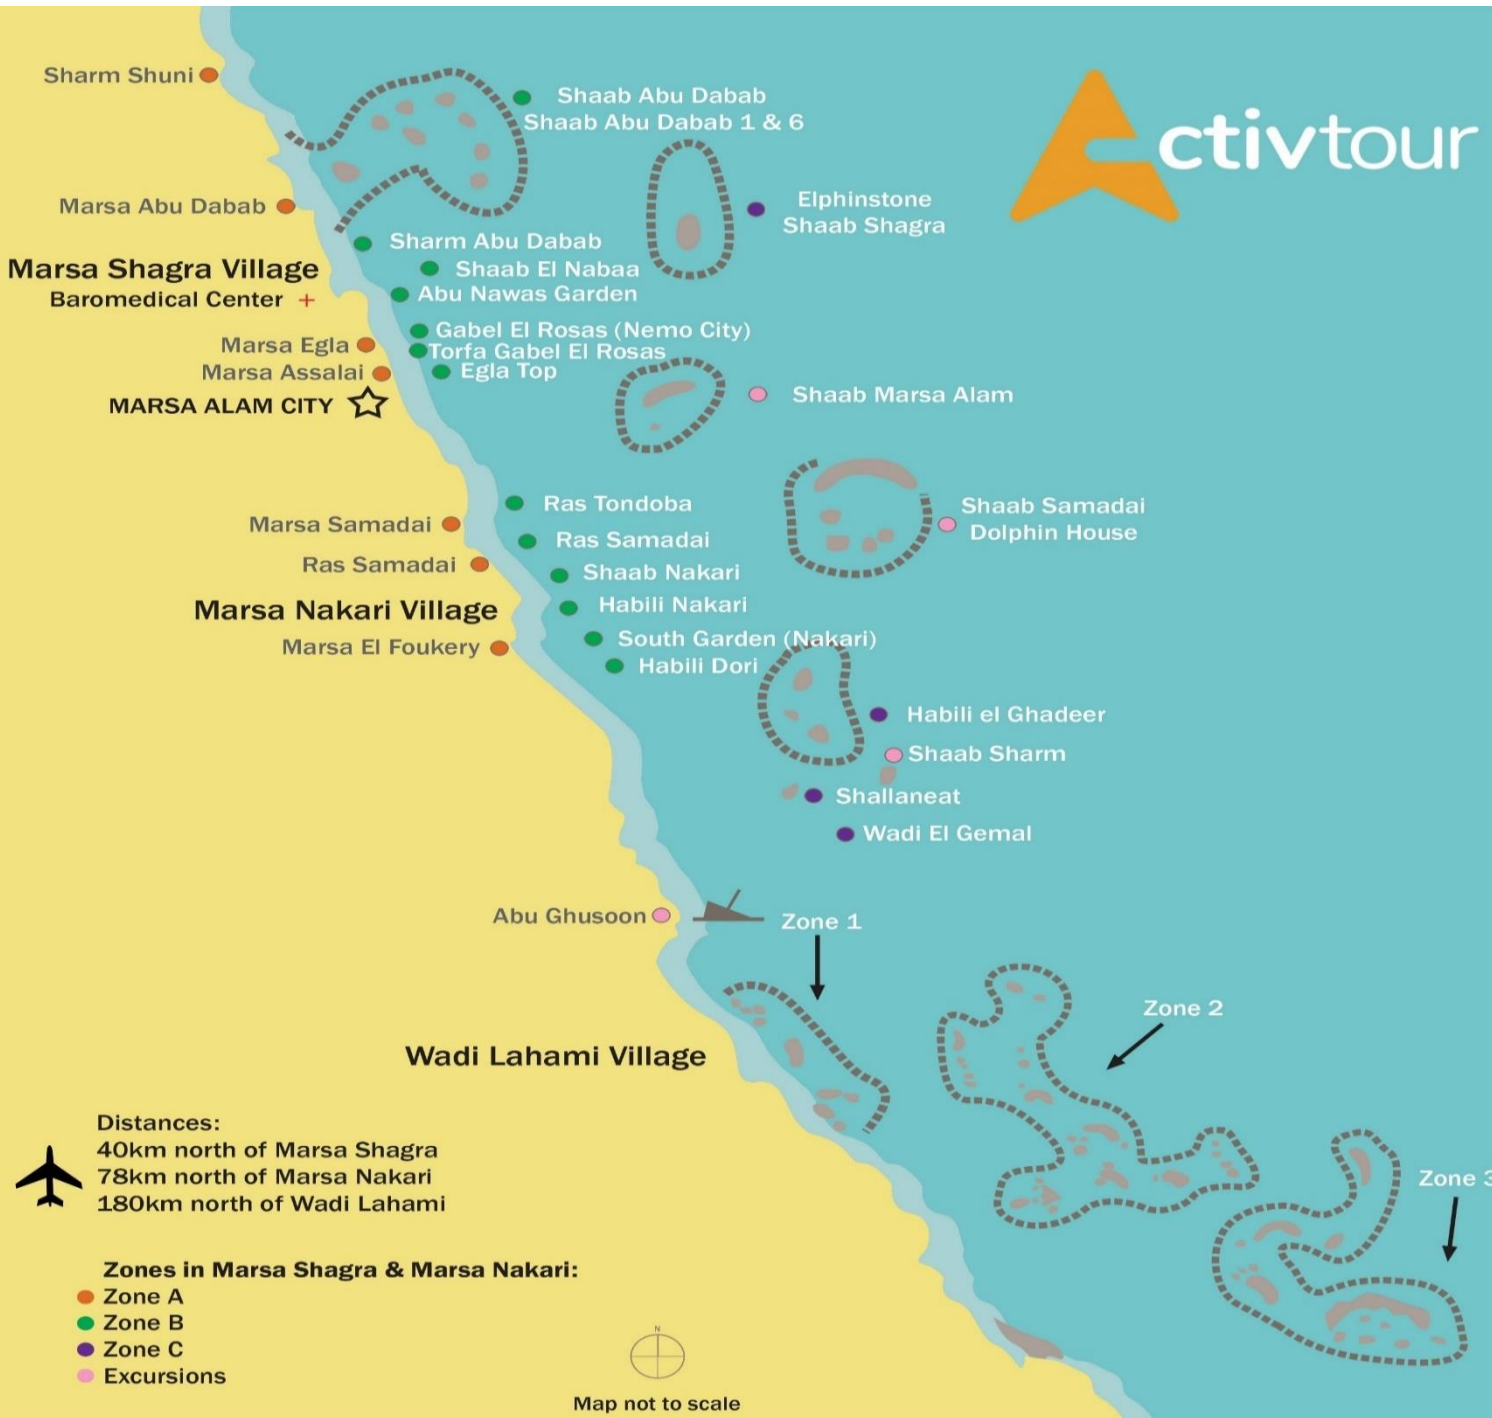 Sharm Shuni
Shaab Abu Dabab
Shaab Abu Dabab 1 & 6
ctivtour
Marsa Abu Dabab
Elphinstone
Shaab Shagra
Sharm Abu Dabab
Marsa Shagra Village
Shaab El Nabaa
Baromedical Center +
Abu Nawas Garden
Gabel El Rosas (Nemo City)
Marsa Egla
Torfa Gabel El Rosas
Marsa Assalai
Egla Top
MARSA ALAM CITY
Shaab Marsa Alam
Ras Tondoba
Shaab Samadai
Dolphin House
Marsa Samadai
Ras Samadai
Ras Samadai
Shaab Nakari
Marsa Nakari Village
Habili Nakari
Marsa El Foukery
South Garden (Nakari)
Habili Dori
Habili el Ghadeer
Shaab Sharm
Shallaneat
Wadi El Gemal
Abu Ghusoon
Zone 1
Zone 2
Wadi Lahami Village
Zone 3
Distances:
40km north of Marsa Shagra
78km north of Marsa Nakari
180km north of Wadi Lahami
Zones in Marsa Shagra & Marsa Nakari:
Zone A
Zone B
Zone C
Excursions
N
Map not to scale